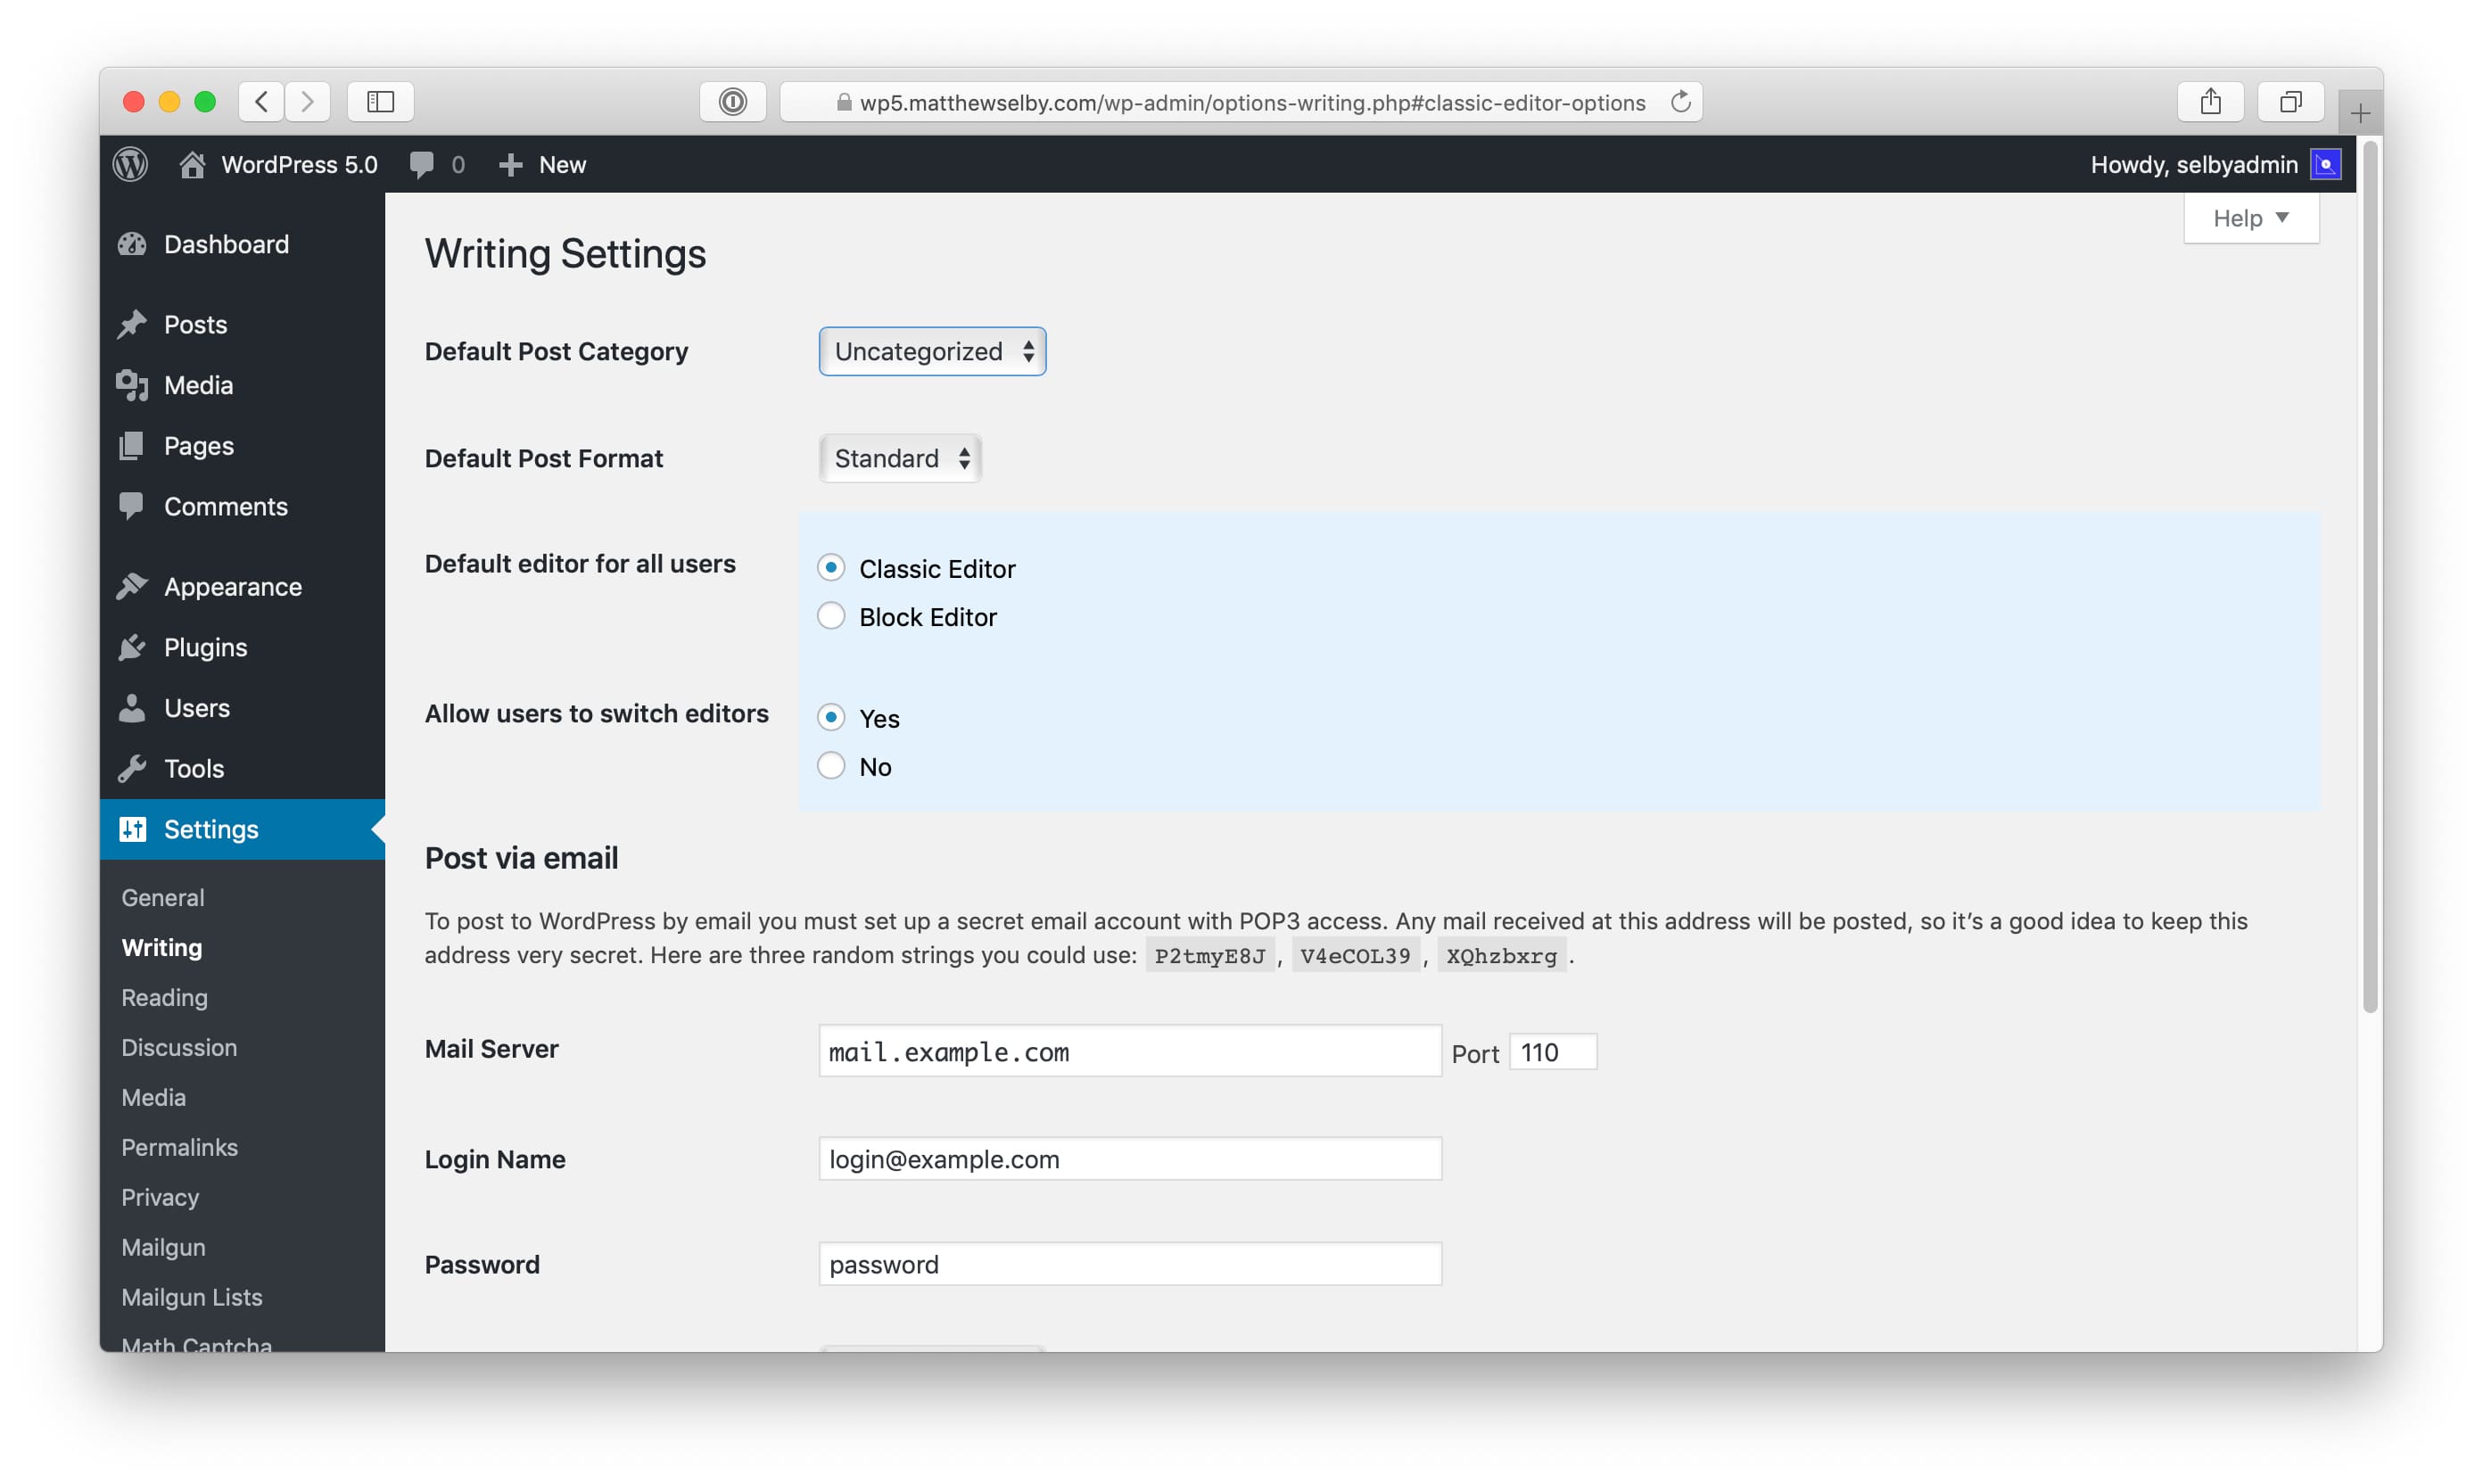 wp5.matthewselby.com/wp-admin/options-writing.php#classic-editor-options
WordPress 5.0
0
New
Howdy, selbyadmin
Help
Dashboard
Posts
Media
Pages
Comments
Appearance
Plugins
Users
Tools
Settings
General
Writing
Reading
Discussion
Media
Permalinks
Privacy
Mailgun
Mailgun Lists
Math Captcha
Writing Settings
Default Post Category
Uncategorized
Default Post Format
Standard
Default editor for all users
Classic Editor
Block Editor
Allow users to switch editors
Yes
No
Post via email
To post to WordPress by email you must set up a secret email account with POP3 access. Any mail received at this address will be posted, so it’s a good idea to keep this
address very secret. Here are three random strings you could use: P2tmyE8J , V4eCOL39 , XQhzbxrg .
Mail Server
mail.example.com
Port 110
Login Name
login@example.com
Password
password